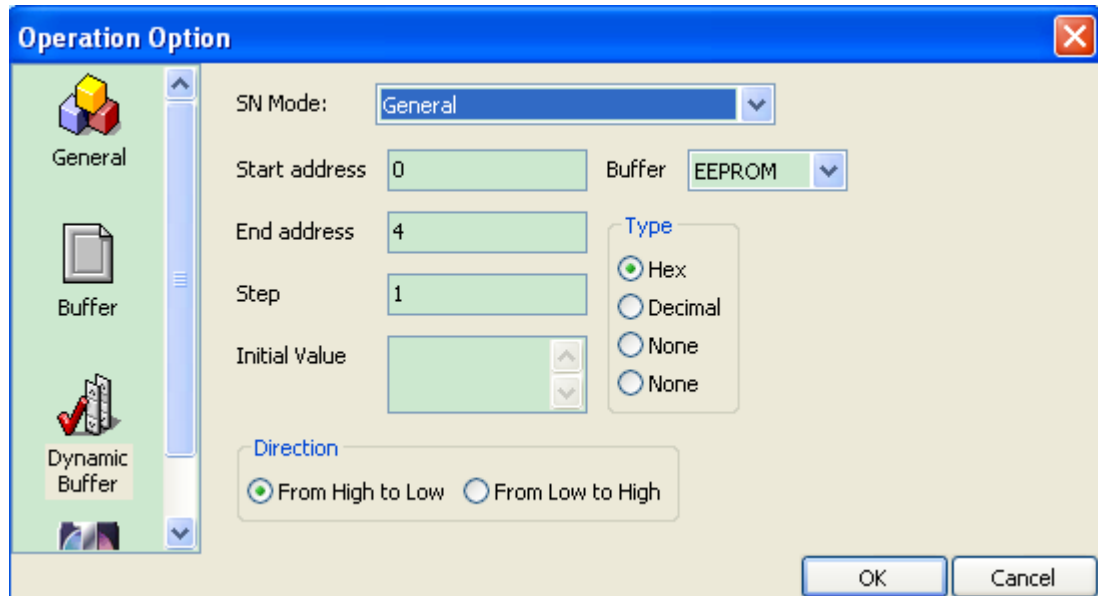 Operation Option
General
Buffer
Dynamic
Buffer
SN Mode: General
Start address 0 Buffer EEPROM
End address 4
Step 1
Initial Value
Type
Hex
Decimal
None
None
Direction
From High to Low From Low to High
OK Cancel